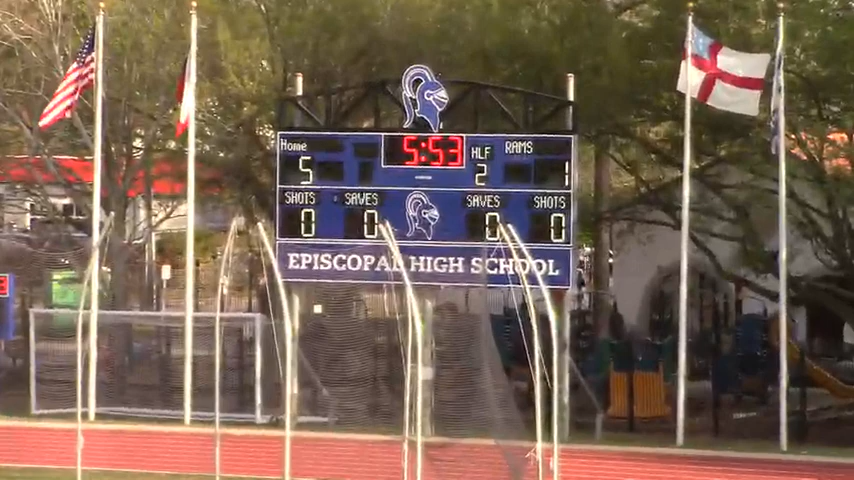 Home 5:53 HLF RAMS
5 2 1
SHOTS SAVES SAVES SHOTS
0 0 0 0
EPISCOPAL HIGH SCHOOL